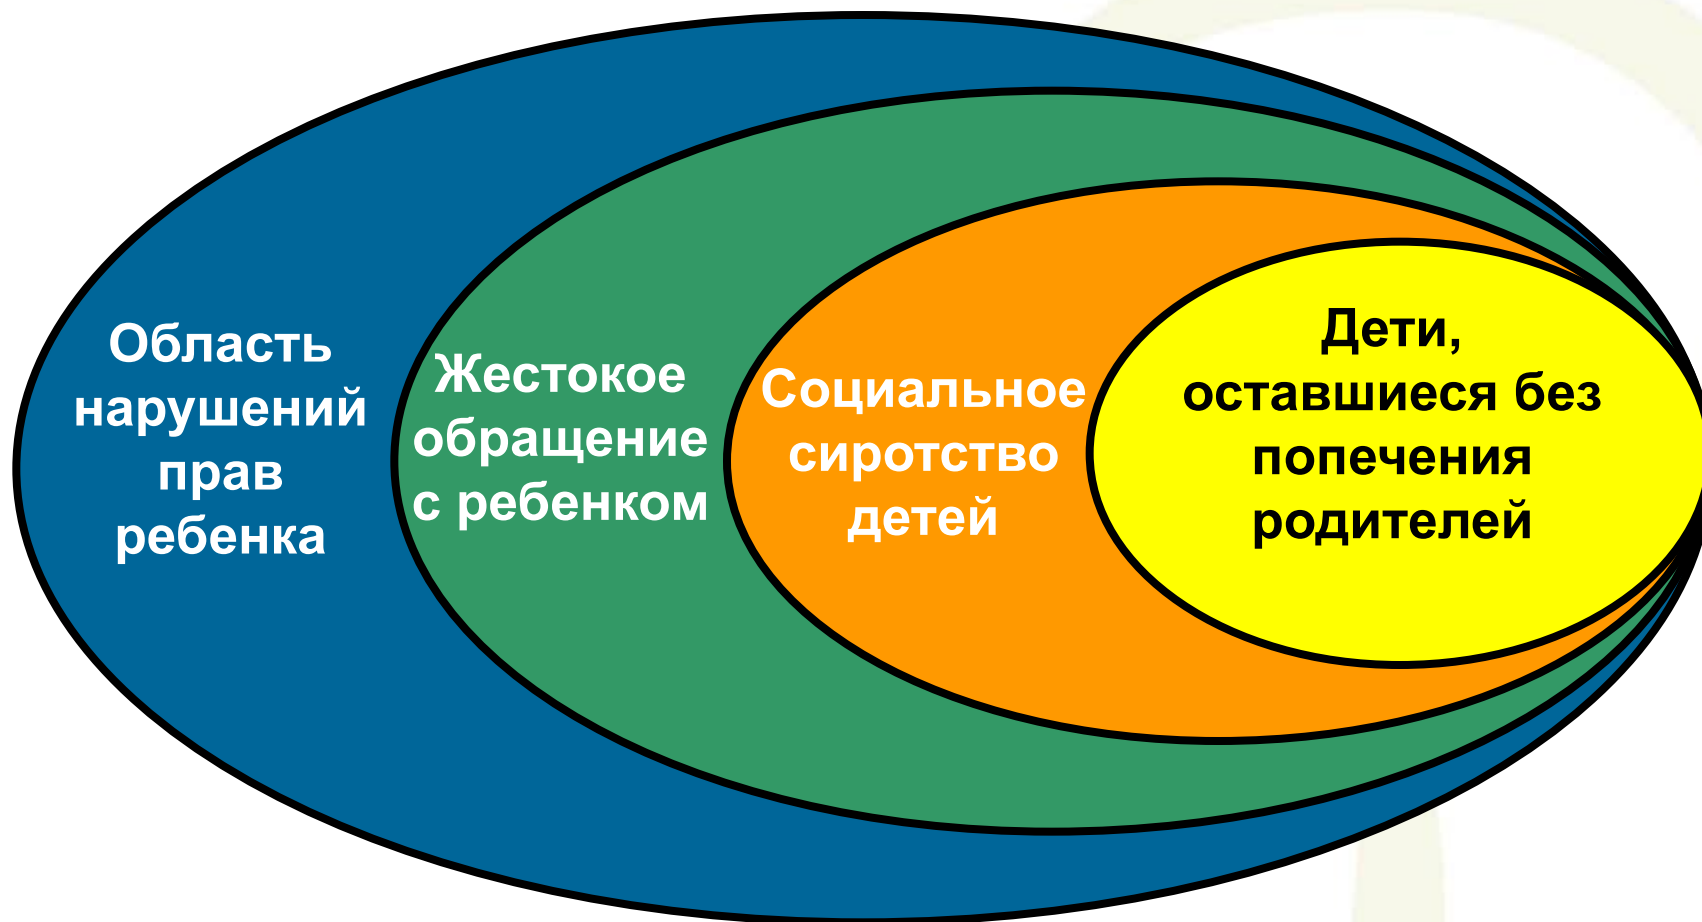 Область
нарушений
прав
ребенка
Жестокое
обращение
с ребенком
Социальное
сиротство
детей
Дети,
оставшиеся без
попечения
родителей